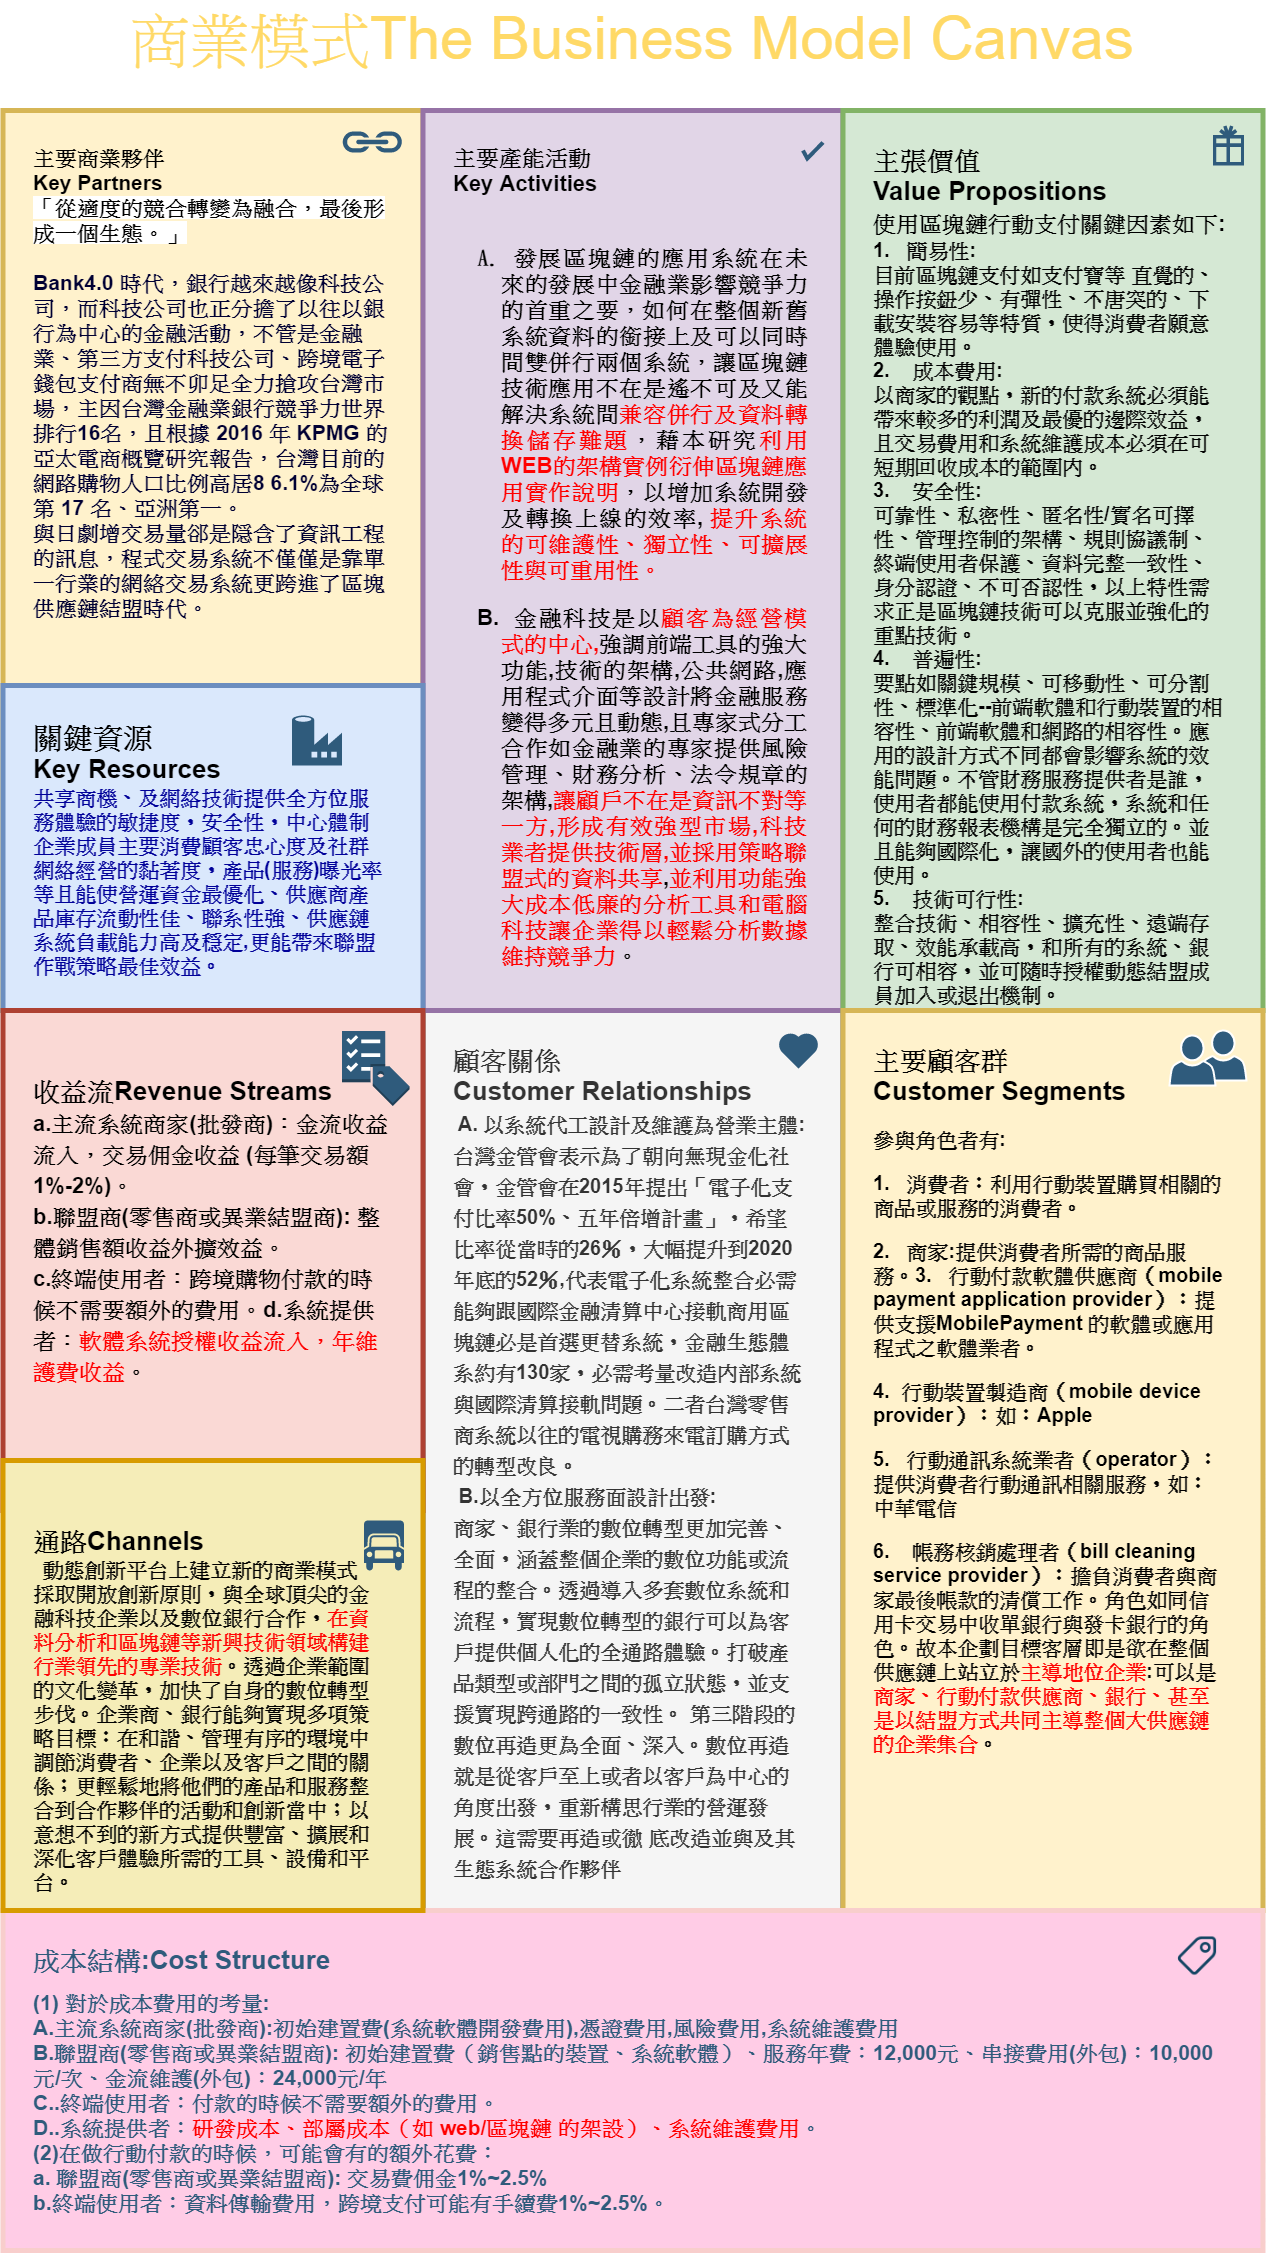 商業模式The Business Model Canvas
主要商業夥伴
Key Partners
「從適度的競合轉變為融合，最後形
成一個生態。」
Bank4.0 時代，銀行越來越像科技公
司，而科技公司也正分擔了以往以銀
行為中心的金融活動，不管是金融
業、第三方支付科技公司、跨境電子
錢包支付商無不卯足全力搶攻台灣市
場，主因台灣金融業銀行競爭力世界
排行16名，且根據 2016 年 KPMG 的
亞太電商概覽研究報告，台灣目前的
網路購物人口比例高居8 6.1%為全球
第 17 名、亞洲第一。
與日劇增交易量郤是隱含了資訊工程
的訊息，程式交易系統不僅僅是靠單
一行業的網絡交易系統更跨進了區塊
供應鏈結盟時代。
關鍵資源
Key Resources
共享商機、及網絡技術提供全方位服
務體驗的敏捷度，安全性，中心體制
企業成員主要消費顧客忠心度及社群
網絡經營的黏著度，產品(服務)曝光率
等且能使營運資金最優化、供應商產
品庫存流動性佳、聯系性強、供應鏈
系統負載能力高及穩定,更能帶來聯盟
作戰策略最佳效益。
主要產能活動
Key Activities
A. 發展區塊鏈的應用系統在未
來的發展中金融業影響競爭力
的首重之要，如何在整個新舊
系統資料的銜接上及可以同時
間雙併行兩個系統，讓區塊鏈
技術應用不在是遙不可及又能
解決系統間兼容併行及資料轉
換儲存難題，藉本研究利用
WEB的架構實例衍伸區塊鏈應
用實作說明，以增加系統開發
及轉換上線的效率, 提升系統
的可維護性、獨立性、可擴展
性與可重用性。
B. 金融科技是以顧客為經營模
式的中心,強調前端工具的強大
功能,技術的架構,公共網路,應
用程式介面等設計將金融服務
變得多元且動態,且專家式分工
合作如金融業的專家提供風險
管理、財務分析、法令規章的
架構,讓顧戶不在是資訊不對等
一方,形成有效強型市場,科技
業者提供技術層,並採用策略聯
盟式的資料共享,並利用功能強
大成本低廉的分析工具和電腦
科技讓企業得以輕鬆分析數據
維持競爭力。
主張價值
Value Propositions
使用區塊鏈行動支付關鍵因素如下:
1. 簡易性:
目前區塊鏈支付如支付寶等 直覺的、
操作按鈕少、有彈性、不唐突的、下
載安裝容易等特質，使得消費者願意
體驗使用。
2. 成本費用:
以商家的觀點，新的付款系統必須能
帶來較多的利潤及最優的邊際效益，
且交易費用和系統維護成本必須在可
短期回收成本的範圍內。
3. 安全性:
可靠性、私密性、匿名性/實名可擇
性、管理控制的架構、規則協議制、
終端使用者保護、資料完整一致性、
身分認證、不可否認性，以上特性需
求正是區塊鏈技術可以克服並強化的
重點技術。
4. 普遍性:
要點如關鍵規模、可移動性、可分割
性、標準化--前端軟體和行動裝置的相
容性、前端軟體和網路的相容性。應
用的設計方式不同都會影響系統的效
能問題。不管財務服務提供者是誰，
使用者都能使用付款系統，系統和任
何的財務報表機構是完全獨立的。並
且能夠國際化，讓國外的使用者也能
使用。
5. 技術可行性:
整合技術、相容性、擴充性、遠端存
取、效能承載高，和所有的系統、銀
行可相容，並可隨時授權動態結盟成
員加入或退出機制。
收益流Revenue Streams
a.主流系統商家(批發商)：金流收益
流入，交易佣金收益 (每筆交易額
1%-2%)。
b.聯盟商(零售商或異業結盟商): 整
體銷售額收益外擴效益。
c.終端使用者：跨境購物付款的時
候不需要額外的費用。d.系統提供
者：軟體系統授權收益流入，年維
護費收益。
通路Channels
動態創新平台上建立新的商業模式
採取開放創新原則，與全球頂尖的金
融科技企業以及數位銀行合作，在資
料分析和區塊鏈等新興技術領域構建
行業領先的專業技術。透過企業範圍
的文化變革，加快了自身的數位轉型
步伐。企業商、銀行能夠實現多項策
略目標：在和諧、管理有序的環境中
調節消費者、企業以及客戶之間的關
係；更輕鬆地將他們的產品和服務整
合到合作夥伴的活動和創新當中；以
意想不到的新方式提供豐富、擴展和
深化客戶體驗所需的工具、設備和平
台。
顧客關係
Customer Relationships
A. 以系統代工設計及維護為營業主體:
台灣金管會表示為了朝向無現金化社
會，金管會在2015年提出「電子化支
付比率50%、五年倍增計畫」，希望
比率從當時的26%，大幅提升到2020
年底的52%,代表電子化系統整合必需
能夠跟國際金融清算中心接軌商用區
塊鏈必是首選更替系統，金融生態體
系約有130家，必需考量改造內部系統
與國際清算接軌問題。二者台灣零售
商系統以往的電視購務來電訂購方式
的轉型改良。
B.以全方位服務面設計出發:
商家、銀行業的數位轉型更加完善、
全面，涵蓋整個企業的數位功能或流
程的整合。透過導入多套數位系統和
流程，實現數位轉型的銀行可以為客
戶提供個人化的全通路體驗。打破產
品類型或部門之間的孤立狀態，並支
援實現跨通路的一致性。 第三階段的
數位再造更為全面、深入。數位再造
就是從客戶至上或者以客戶為中心的
角度出發，重新構思行業的營運發
展。這需要再造或徹 底改造並與及其
生態系統合作夥伴
主要顧客群
Customer Segments
參與角色者有:
1. 消費者：利用行動裝置購買相關的
商品或服務的消費者。
2. 商家:提供消費者所需的商品服
務。3. 行動付款軟體供應商（mobile
payment application provider）：提
供支援MobilePayment 的軟體或應用
程式之軟體業者。
4. 行動裝置製造商（mobile device
provider）：如：Apple
5. 行動通訊系統業者（operator）：
提供消費者行動通訊相關服務，如：
中華電信
6. 帳務核銷處理者（bill cleaning
service provider）：擔負消費者與商
家最後帳款的清償工作。角色如同信
用卡交易中收單銀行與發卡銀行的角
色。故本企劃目標客層即是欲在整個
供應鏈上站立於主導地位企業:可以是
商家、行動付款供應商、銀行、甚至
是以結盟方式共同主導整個大供應鏈
的企業集合。
成本結構:Cost Structure
(1) 對於成本費用的考量:
A.主流系統商家(批發商):初始建置費(系統軟體開發費用),憑證費用,風險費用,系統維護費用
B.聯盟商(零售商或異業結盟商): 初始建置費（銷售點的裝置、系統軟體）、服務年費：12,000元、串接費用(外包)：10,000
元/次、金流維護(外包)：24,000元/年
C..終端使用者：付款的時候不需要額外的費用。
D..系統提供者：研發成本、部屬成本（如 web/區塊鏈 的架設）、系統維護費用。
(2)在做行動付款的時候，可能會有的額外花費：
a. 聯盟商(零售商或異業結盟商): 交易費佣金1%~2.5%
b.終端使用者：資料傳輸費用，跨境支付可能有手續費1%~2.5%。